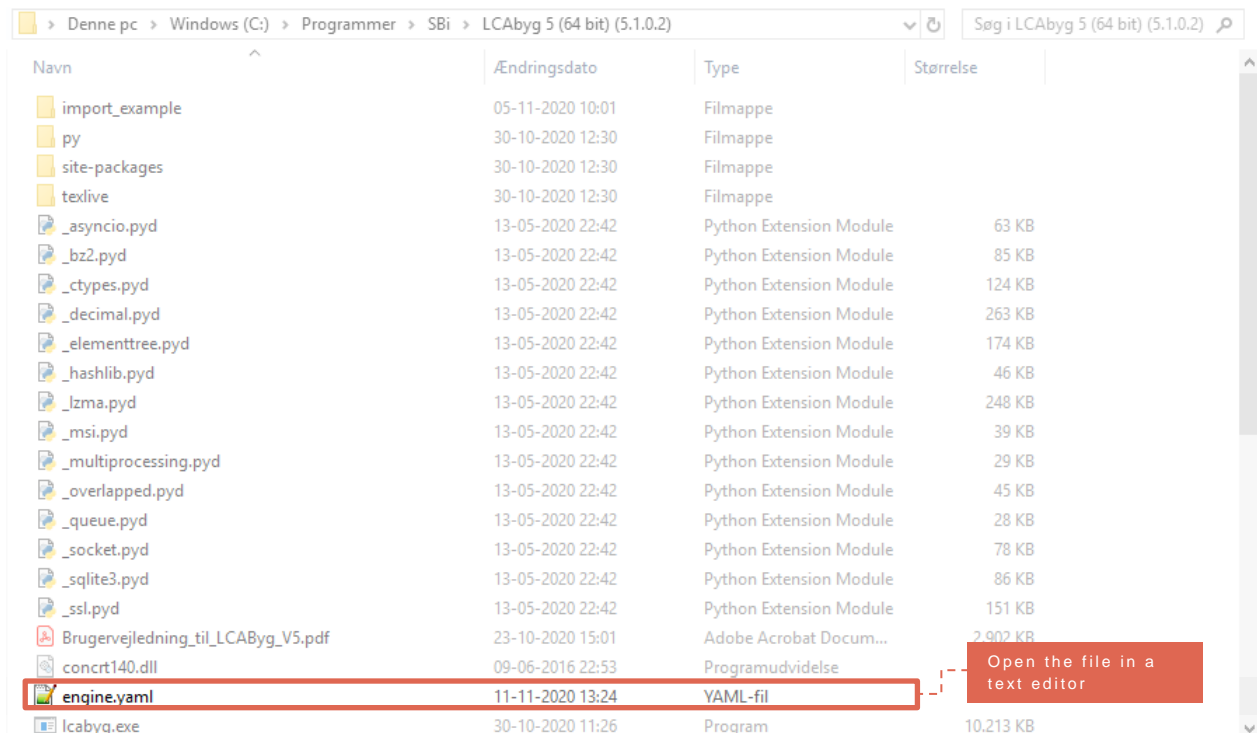 > Denne pc > Windows (C:) > Programmer > SBi > LCAbyg 5 (64 bit) (5.1.0.2) Søg i LCAbyg 5 (64 bit) (5.1.0.2)
Navn Ændringsdato Type Størrelse
import_example 05-11-2020 10:01 Filmappe
py 30-10-2020 12:30 Filmappe
site-packages 30-10-2020 12:30 Filmappe
texlive 30-10-2020 12:30 Filmappe
_asyncio.pyd 13-05-2020 22:42 Python Extension Module 63 KB
_bz2.pyd 13-05-2020 22:42 Python Extension Module 85 KB
_ctypes.pyd 13-05-2020 22:42 Python Extension Module 124 KB
_decimal.pyd 13-05-2020 22:42 Python Extension Module 263 KB
_elementtree.pyd 13-05-2020 22:42 Python Extension Module 174 KB
_hashlib.pyd 13-05-2020 22:42 Python Extension Module 46 KB
_lzma.pyd 13-05-2020 22:42 Python Extension Module 248 KB
_msi.pyd 13-05-2020 22:42 Python Extension Module 39 KB
_multiprocessing.pyd 13-05-2020 22:42 Python Extension Module 29 KB
_overlapped.pyd 13-05-2020 22:42 Python Extension Module 45 KB
_queue.pyd 13-05-2020 22:42 Python Extension Module 28 KB
_socket.pyd 13-05-2020 22:42 Python Extension Module 78 KB
_sqlite3.pyd 13-05-2020 22:42 Python Extension Module 86 KB
_ssl.pyd 13-05-2020 22:42 Python Extension Module 151 KB
Brugervejledning_til_LCAByg_V5.pdf 23-10-2020 15:01 Adobe Acrobat Docum... 2.902 KB
concrt140.dll 09-06-2016 22:53 Programudvidelse
Open the file in a
text editor
engine.yaml 11-11-2020 13:24 YAML-fil
lcabyg.exe 30-10-2020 11:26 Program 10.213 KB